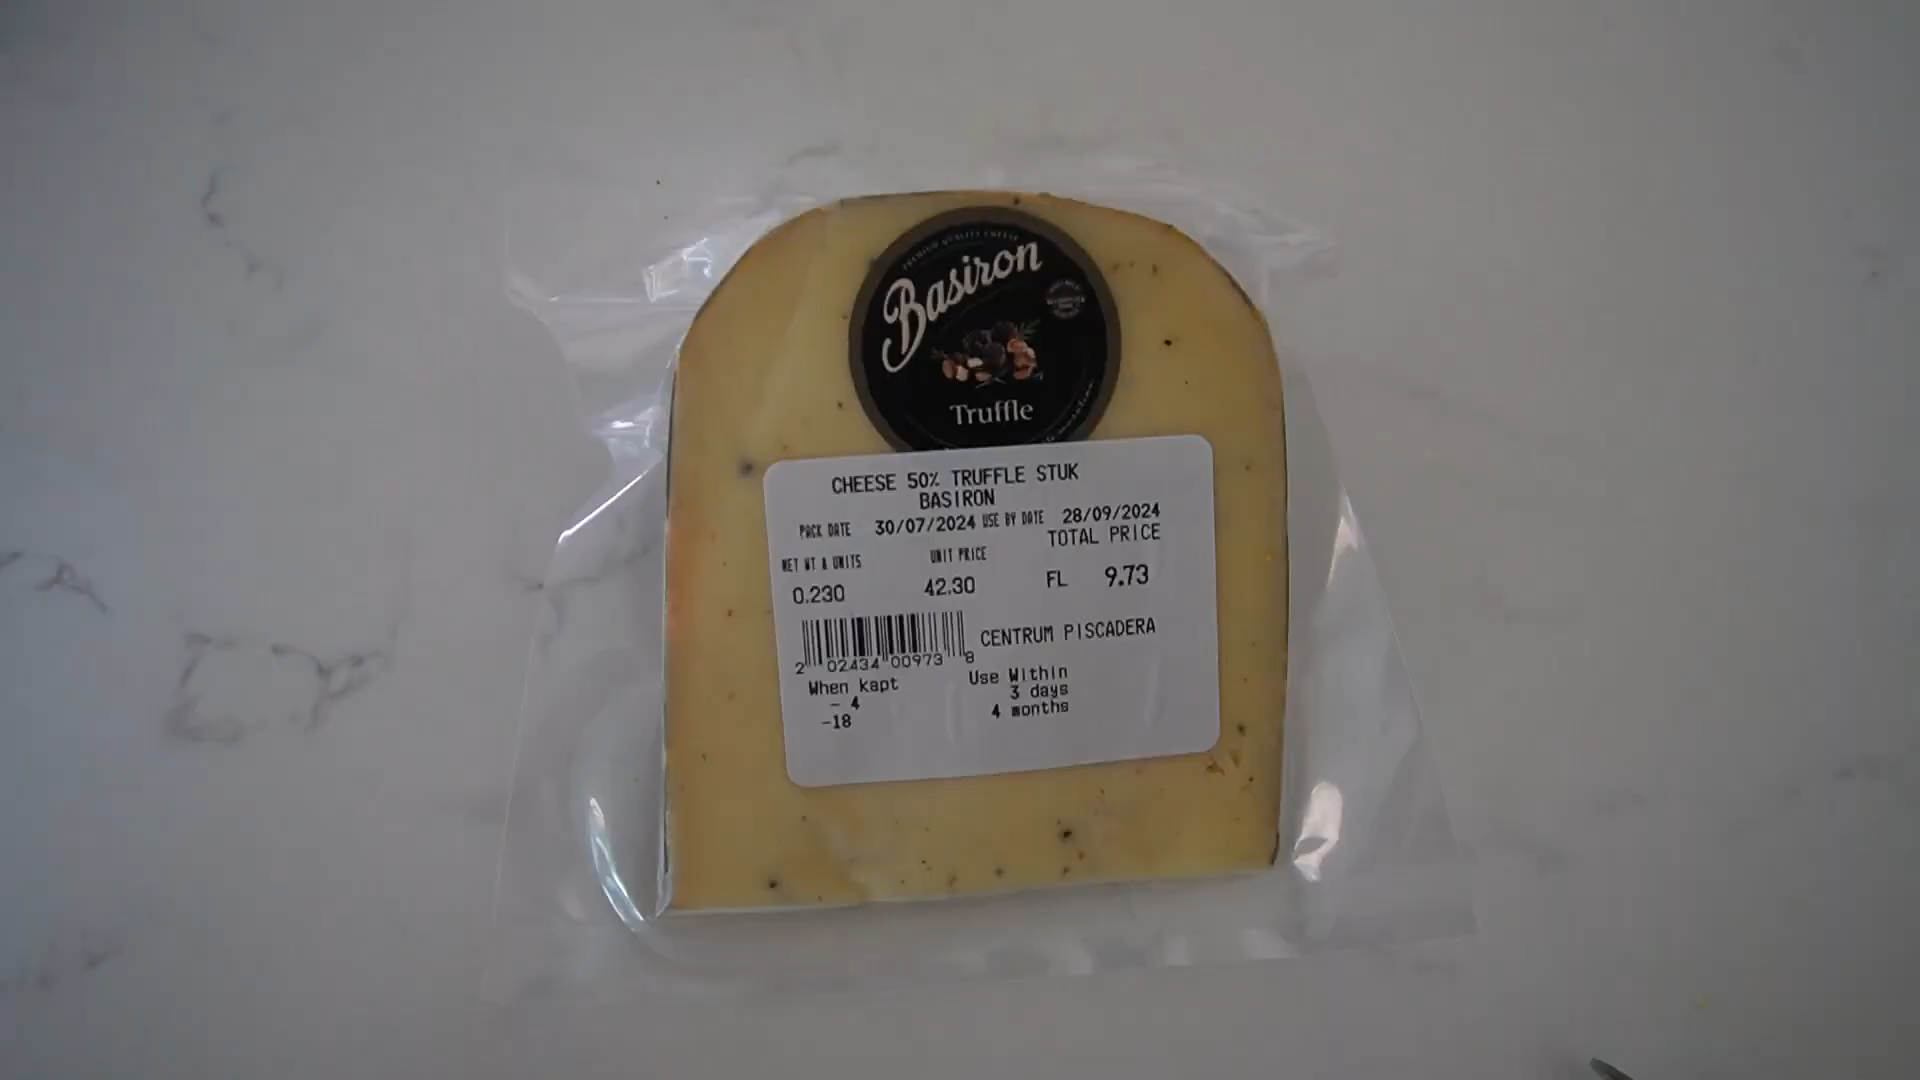 PREMIUM QUALITY CHEESE
Basiron
Truffle
CHEESE 50% TRUFFLE STUK
BASIRON
PACK DATE 30/07/2024 USE BY DATE 28/09/2024
NET WT & UNITS UNIT PRICE TOTAL PRICE
0.230 42.30 FL 9.73
2 02434 00973 8 CENTRUM PISCADERA
When kapt Use Within
- 4 3 days
-18 4 months